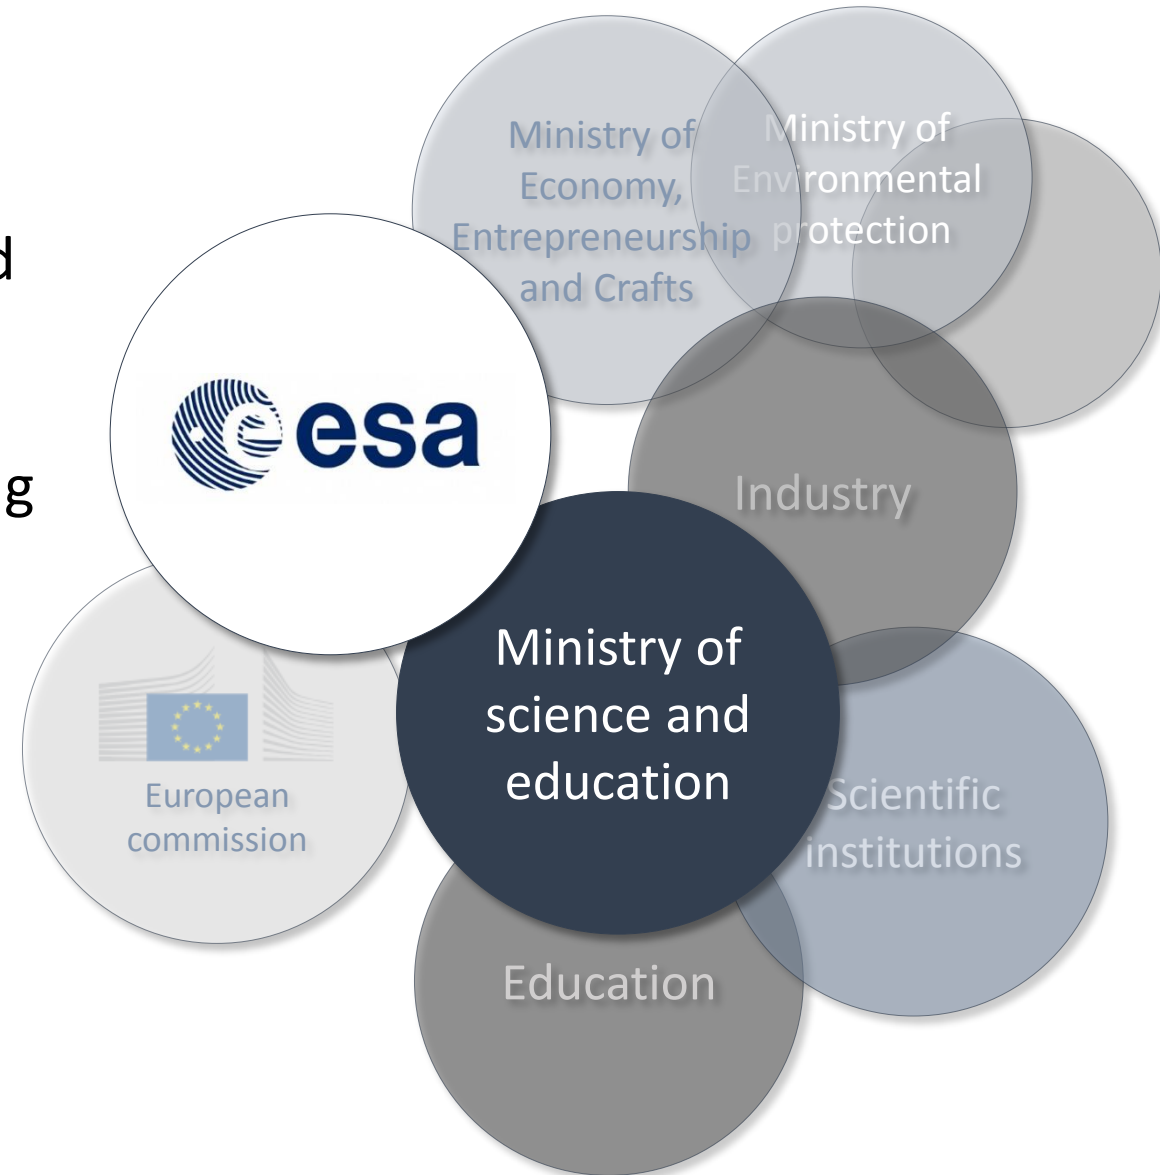 Ministry of
Economy,
Entrepreneurship
and Crafts
Ministry of
Environmental
protection
d
esa
g
Industry
Ministry of
science and
education
European
commission
Scientific
institutions
Education